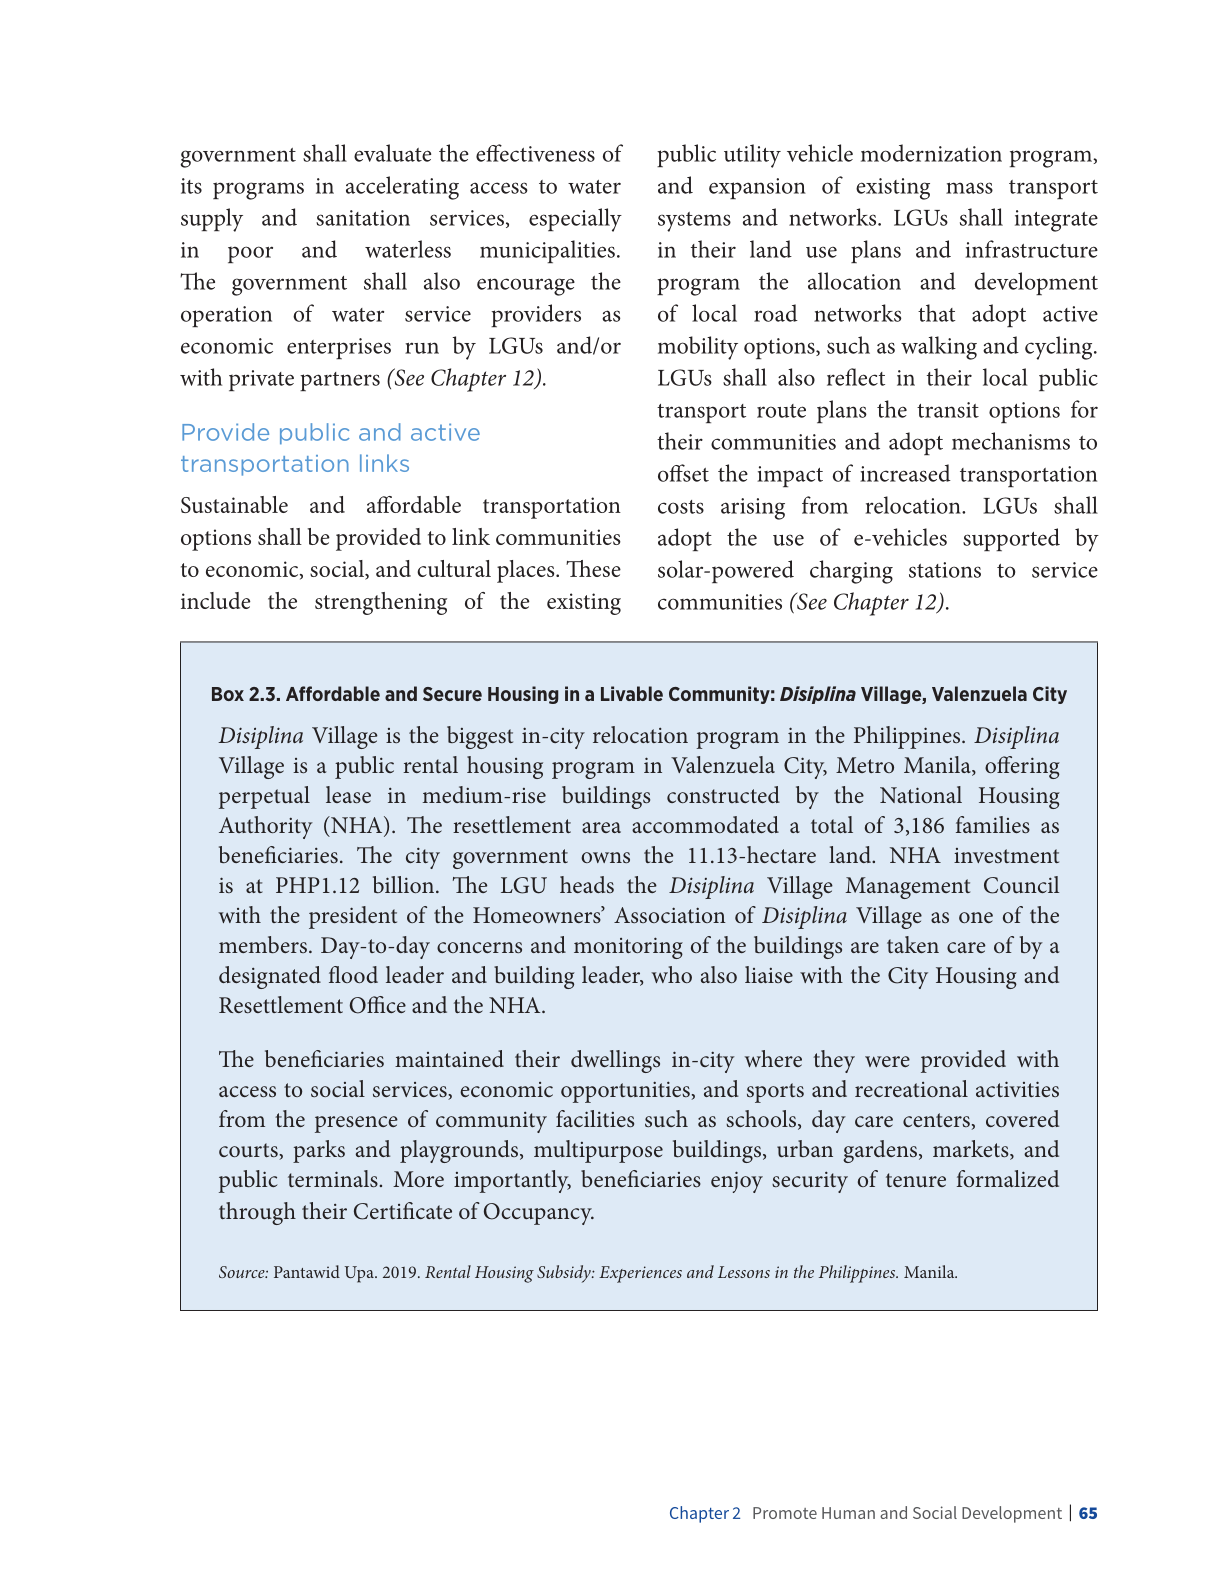 government shall evaluate the effectiveness of
its programs in accelerating access to water
supply and sanitation services, especially
in poor and waterless municipalities.
The government shall also encourage the
operation of water service providers as
economic enterprises run by LGUs and/or
with private partners (See Chapter 12).
Provide public and active
transportation links
Sustainable and affordable transportation
options shall be provided to link communities
to economic, social, and cultural places. These
include the strengthening of the existing
public utility vehicle modernization program,
and expansion of existing mass transport
systems and networks. LGUs shall integrate
in their land use plans and infrastructure
program the allocation and development
of local road networks that adopt active
mobility options, such as walking and cycling.
LGUs shall also reflect in their local public
transport route plans the transit options for
their communities and adopt mechanisms to
offset the impact of increased transportation
costs arising from relocation. LGUs shall
adopt the use of e-vehicles supported by
solar-powered charging stations to service
communities (See Chapter 12).
Box 2.3. Affordable and Secure Housing in a Livable Community: Disiplina Village, Valenzuela City
Disiplina Village is the biggest in-city relocation program in the Philippines. Disiplina
Village is a public rental housing program in Valenzuela City, Metro Manila, offering
perpetual lease in medium-rise buildings constructed by the National Housing
Authority (NHA). The resettlement area accommodated a total of 3,186 families as
beneficiaries. The city government owns the 11.13-hectare land. NHA investment
is at PHP1.12 billion. The LGU heads the Disiplina Village Management Council
with the president of the Homeowners’ Association of Disiplina Village as one of the
members. Day-to-day concerns and monitoring of the buildings are taken care of by a
designated flood leader and building leader, who also liaise with the City Housing and
Resettlement Office and the NHA.
The beneficiaries maintained their dwellings in-city where they were provided with
access to social services, economic opportunities, and sports and recreational activities
from the presence of community facilities such as schools, day care centers, covered
courts, parks and playgrounds, multipurpose buildings, urban gardens, markets, and
public terminals. More importantly, beneficiaries enjoy security of tenure formalized
through their Certificate of Occupancy.
Source: Pantawid Upa. 2019. Rental Housing Subsidy: Experiences and Lessons in the Philippines. Manila.
Chapter 2 Promote Human and Social Development | 65